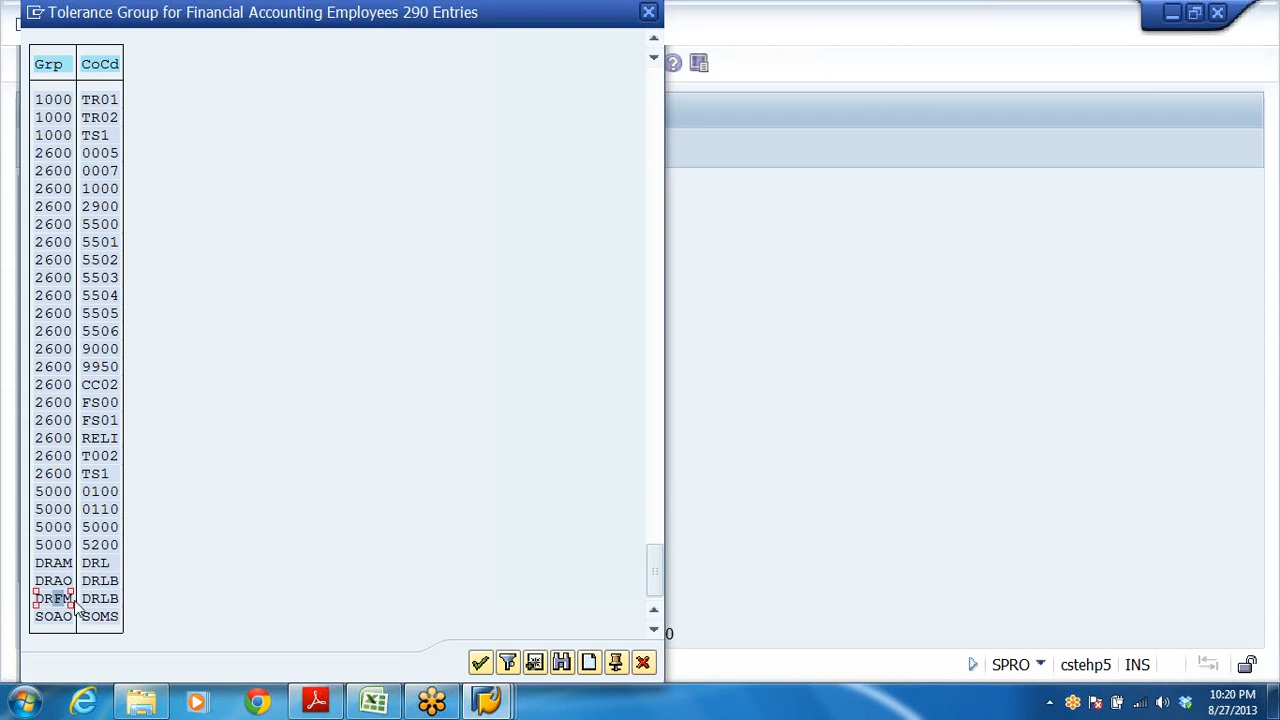 Tolerance Group for Financial Accounting Employees 290 Entries
Grp CoCd
1000 TR01
1000 TR02
1000 TS1
2600 0005
2600 0007
2600 1000
2600 2900
2600 5500
2600 5501
2600 5502
2600 5503
2600 5504
2600 5505
2600 5506
2600 9000
2600 9950
2600 CC02
2600 FS00
2600 FS01
2600 RELI
2600 T002
2600 TS1
5000 0100
5000 0110
5000 5000
5000 5200
DRAM DRL
DRAO DRLB
DRFM DRLB
SOAO SOMS
0
SPRO cstehp5 INS
10:20 PM
8/27/2013